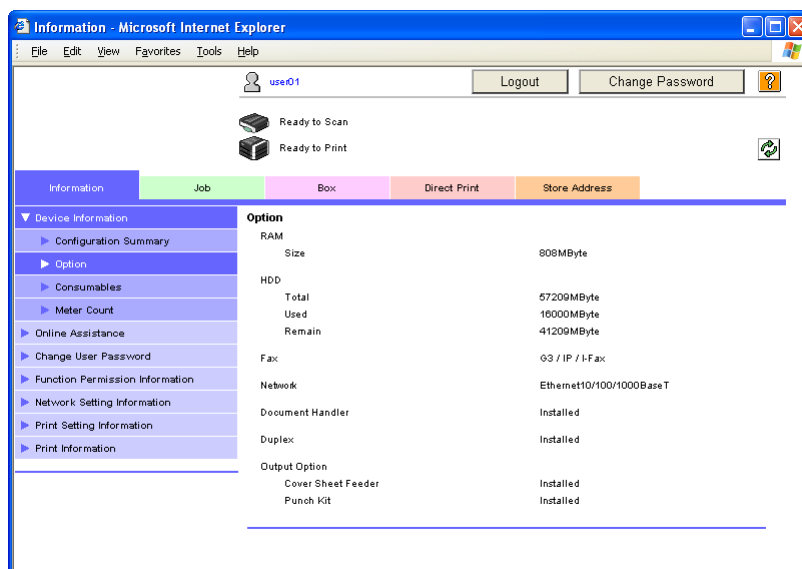 Information - Microsoft Internet Explorer
File Edit View Favorites Tools Help
user01 Logout Change Password ?
Ready to Scan
Ready to Print
Information Job Box Direct Print Store Address
Device Information
Configuration Summary
Option
Consumables
Meter Count
Online Assistance
Change User Password
Function Permission Information
Network Setting Information
Print Setting Information
Print Information
Option
RAM
Size 808MByte
HDD
Total 57209MByte
Used 16000MByte
Remain 41209MByte
Fax G3 / IP / I-Fax
Network Ethernet10/100/1000BaseT
Document Handler Installed
Duplex Installed
Output Option
Cover Sheet Feeder Installed
Punch Kit Installed